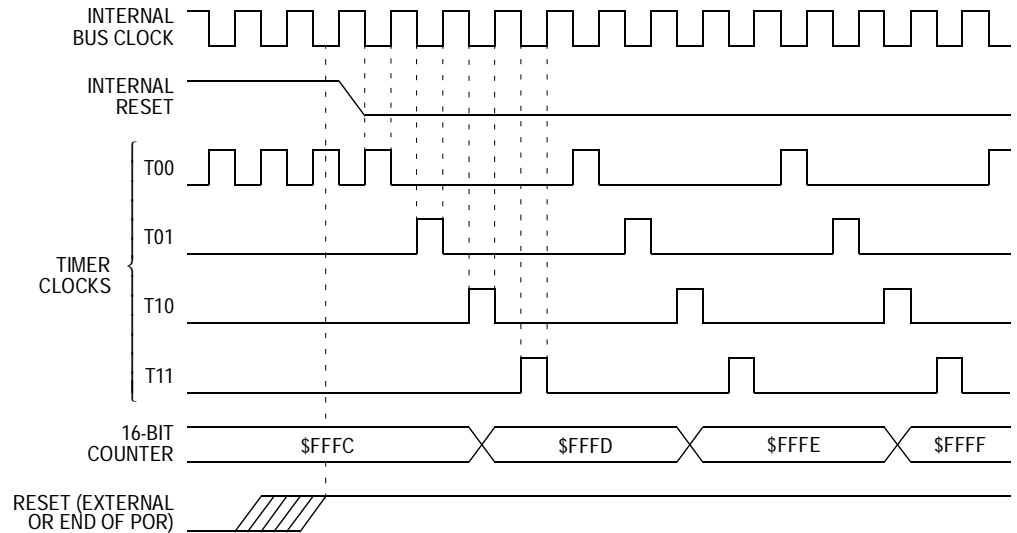 INTERNAL
BUS CLOCK
INTERNAL
RESET
T00
T01
TIMER
CLOCKS
T10
T11
16-BIT
COUNTER
$FFFC
$FFFD
$FFFE
$FFFF
RESET (EXTERNAL
OR END OF POR)